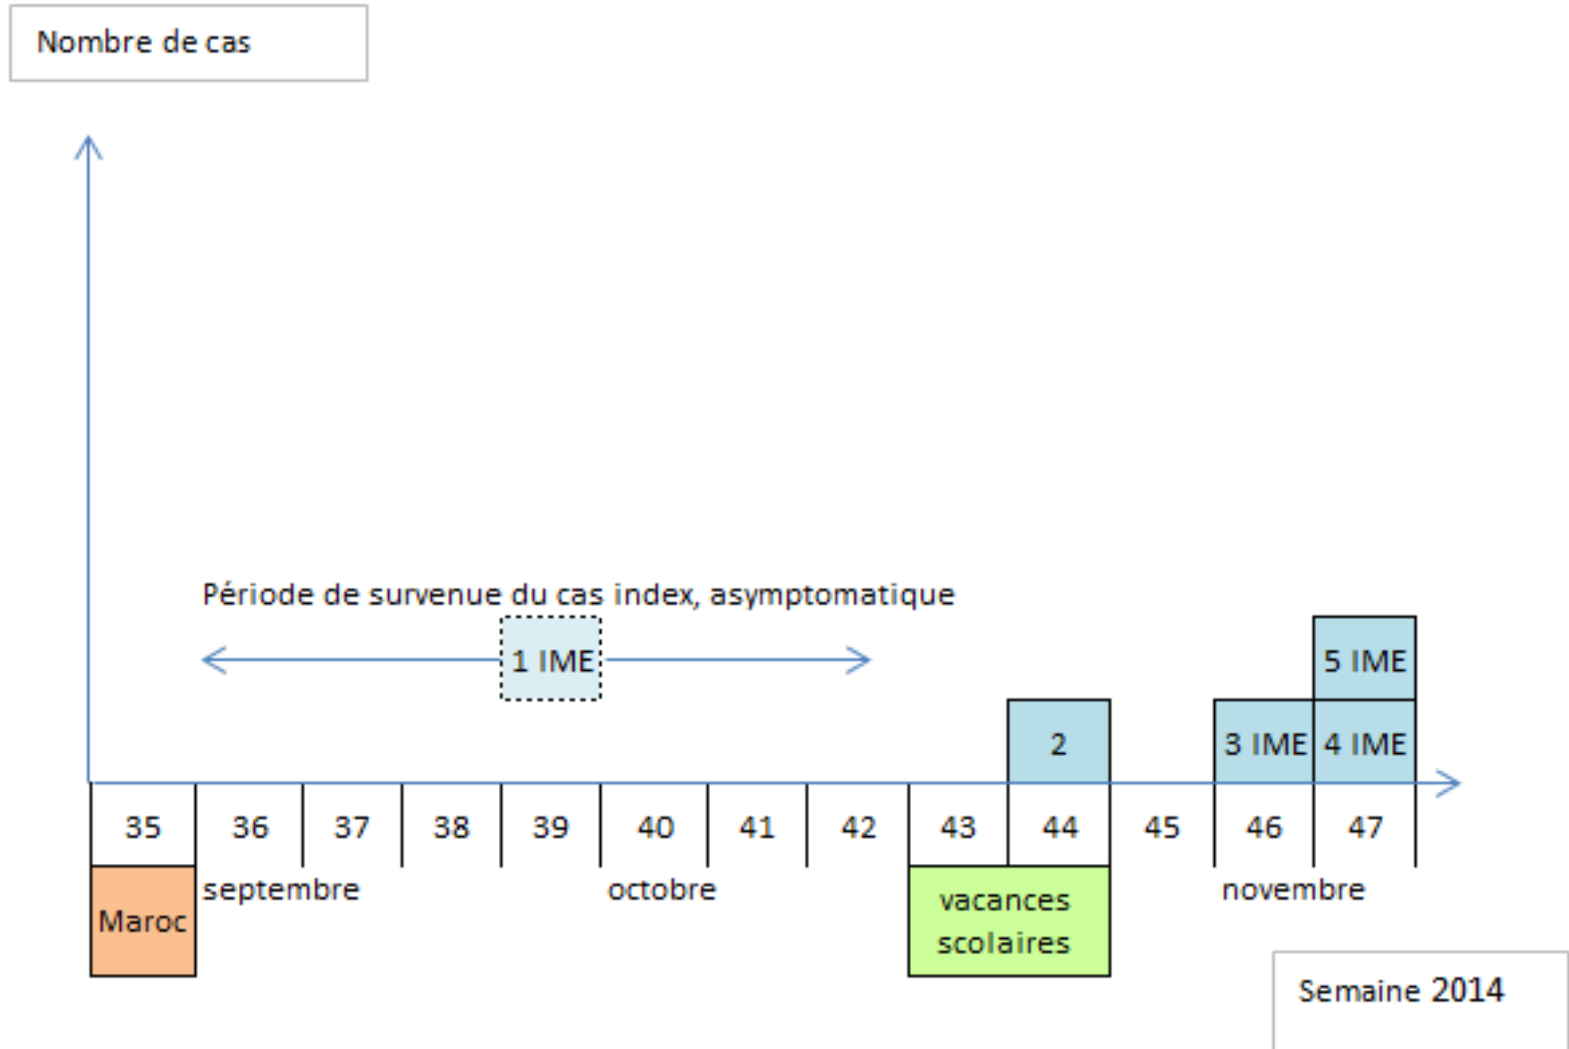 Nombre de cas
Période de survenue du cas index, asymptomatique
1 IME
5 IME
2
3 IME
4 IME
35 36 37 38 39 40 41 42 43 44 45 46 47
septembre
octobre
novembre
Maroc
vacances
scolaires
Semaine 2014